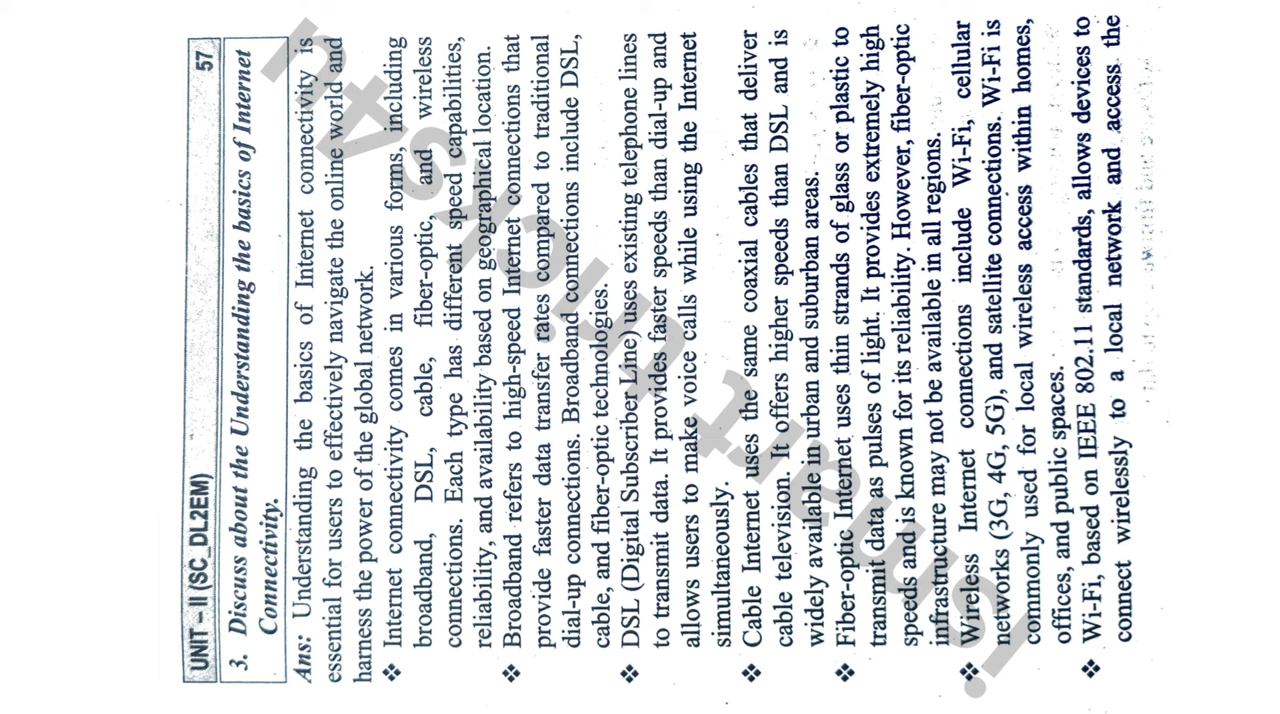 UNIT – II (SC_DL2EM) 57
3. Discuss about the Understanding the basics of Internet
Connectivity.
Ans: Understanding the basics of Internet connectivity is
essential for users to effectively navigate the online world and
harness the power of the global network.
❖ Internet connectivity comes in various forms, including
broadband, DSL, cable, fiber-optic, and wireless
connections. Each type has different speed capabilities,
reliability, and availability based on geographical location.
❖ Broadband refers to high-speed Internet connections that
provide faster data transfer rates compared to traditional
dial-up connections. Broadband connections include DSL,
cable, and fiber-optic technologies.
❖ DSL (Digital Subscriber Line) uses existing telephone lines
to transmit data. It provides faster speeds than dial-up and
allows users to make voice calls while using the Internet
simultaneously.
❖ Cable Internet uses the same coaxial cables that deliver
cable television. It offers higher speeds than DSL and is
widely available in urban and suburban areas.
❖ Fiber-optic Internet uses thin strands of glass or plastic to
transmit data as pulses of light. It provides extremely high
speeds and is known for its reliability. However, fiber-optic
infrastructure may not be available in all regions.
❖ Wireless Internet connections include Wi-Fi, cellular
networks (3G, 4G, 5G), and satellite connections. Wi-Fi is
commonly used for local wireless access within homes,
offices, and public spaces.
❖ Wi-Fi, based on IEEE 802.11 standards, allows devices to
connect wirelessly to a local network and access the
ismart tricks4u